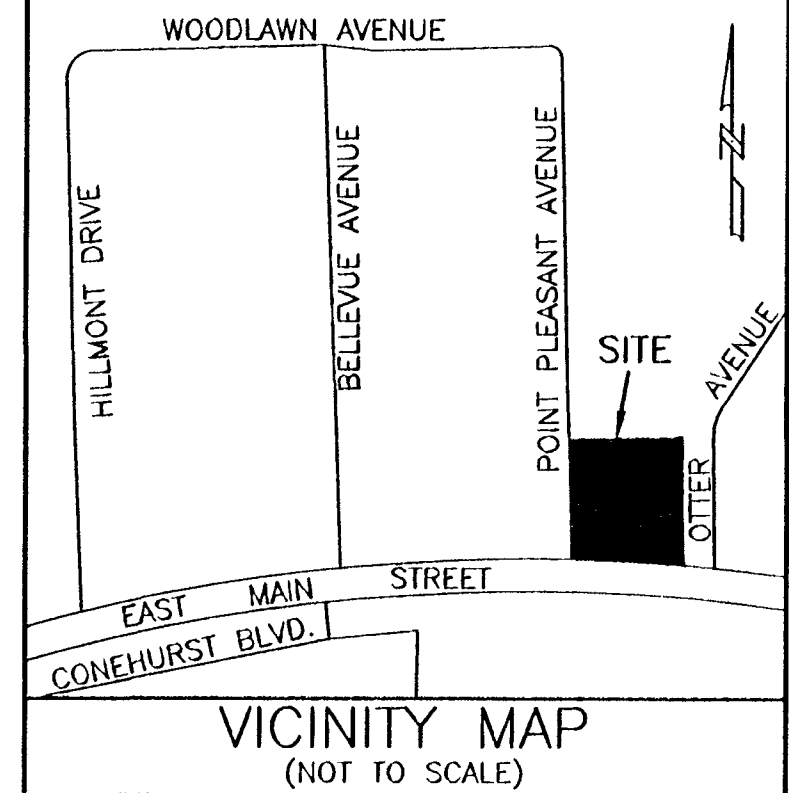 WOODLAWN AVENUE
HILLMONT DRIVE
BELLEVUE AVENUE
POINT PLEASANT AVENUE
N
SITE
OTTER AVENUE
EAST MAIN STREET
CONEHURST BLVD.
VICINITY MAP
(NOT TO SCALE)